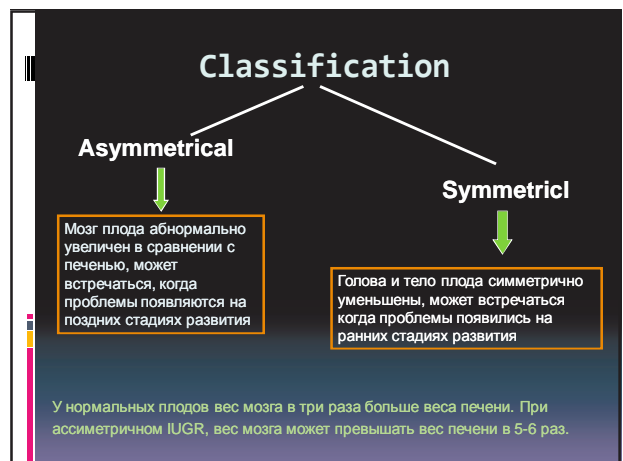 Classification
Asymmetrical
Symmetricl
Мозг плода абнормально
увеличен в сравнении с
печенью, может
встречаться, когда
проблемы появляются на
поздних стадиях развития
Голова и тело плода симметрично
уменьшены, может встречаться
когда проблемы появились на
ранних стадиях развития
У нормальных плодов вес мозга в три раза больше веса печени. При
ассиметричном IUGR, вес мозга может превышать вес печени в 5-6 раз.